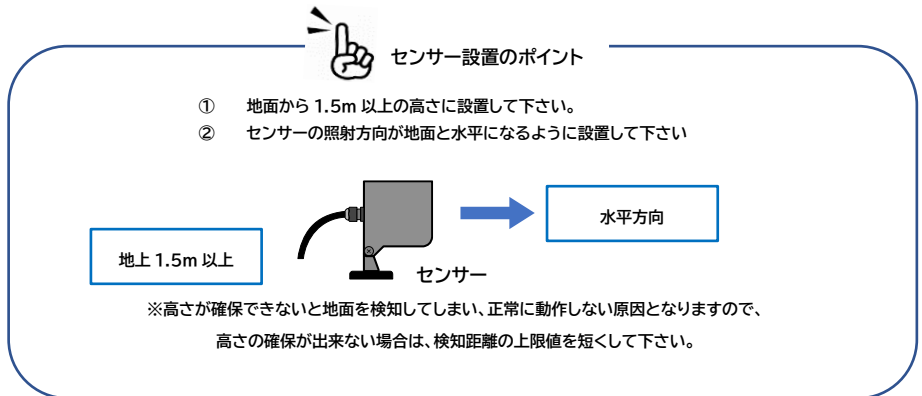 センサー設置のポイント
① 地面から 1.5m 以上の高さに設置して下さい。
② センサーの照射方向が地面と水平になるように設置して下さい
水平方向
地上 1.5m 以上
センサー
※高さが確保できないと地面を検知してしまい、正常に動作しない原因となりますので、
高さの確保が出来ない場合は、検知距離の上限値を短くして下さい。